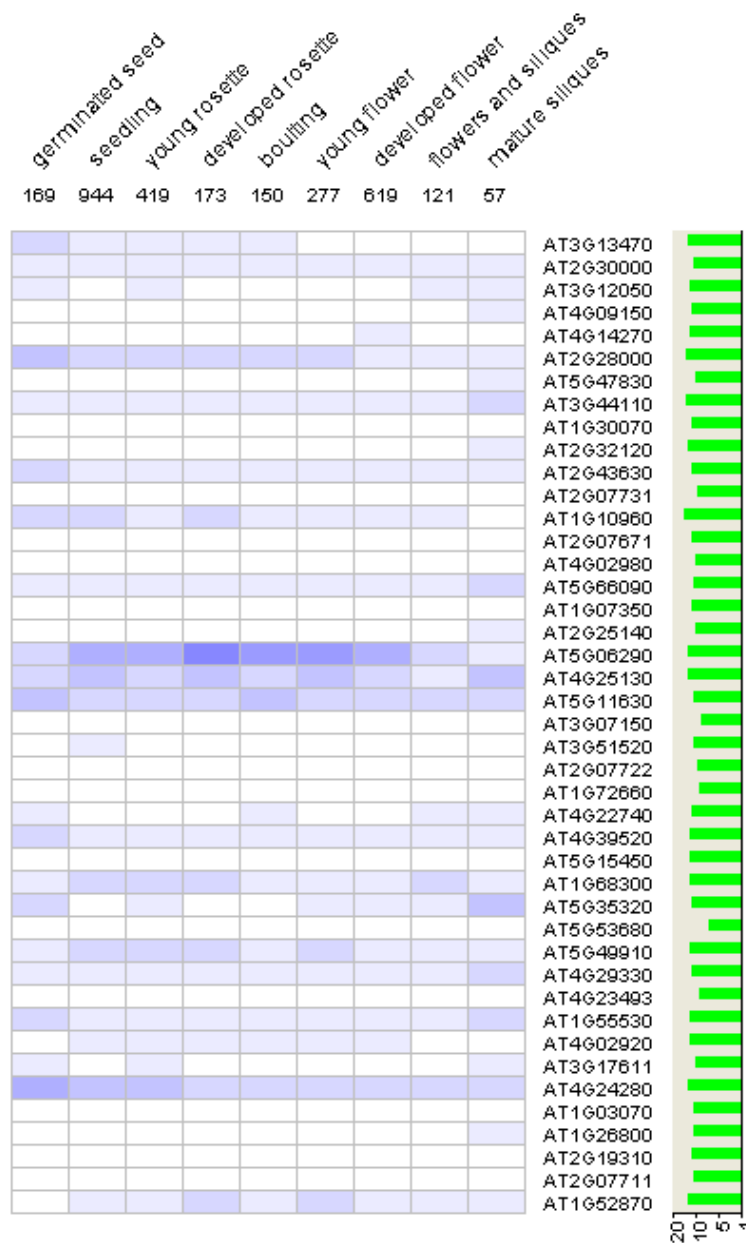 germinated seed
seedling
young rosette
developed rosette
boulting
young flower
developed flower
flowers and siliques
mature siliques
169 944 419 173 150 277 619 121 57
AT3G13470
AT2G30000
AT3G12050
AT4G09150
AT4G14270
AT2G28000
AT5G47830
AT3G44110
AT1G30070
AT2G32120
AT2G43630
AT2G07731
AT1G10960
AT2G07671
AT4G02980
AT5G66090
AT1G07350
AT2G25140
AT5G06290
AT4G25130
AT5G11630
AT3G07150
AT3G51520
AT2G07722
AT1G72660
AT4G22740
AT4G39520
AT5G15450
AT1G68300
AT5G35320
AT5G53680
AT5G49910
AT4G29330
AT4G23493
AT1G55530
AT4G02920
AT3G17611
AT4G24280
AT1G03070
AT1G26800
AT2G19310
AT2G07711
AT1G52870
20 10 5 1